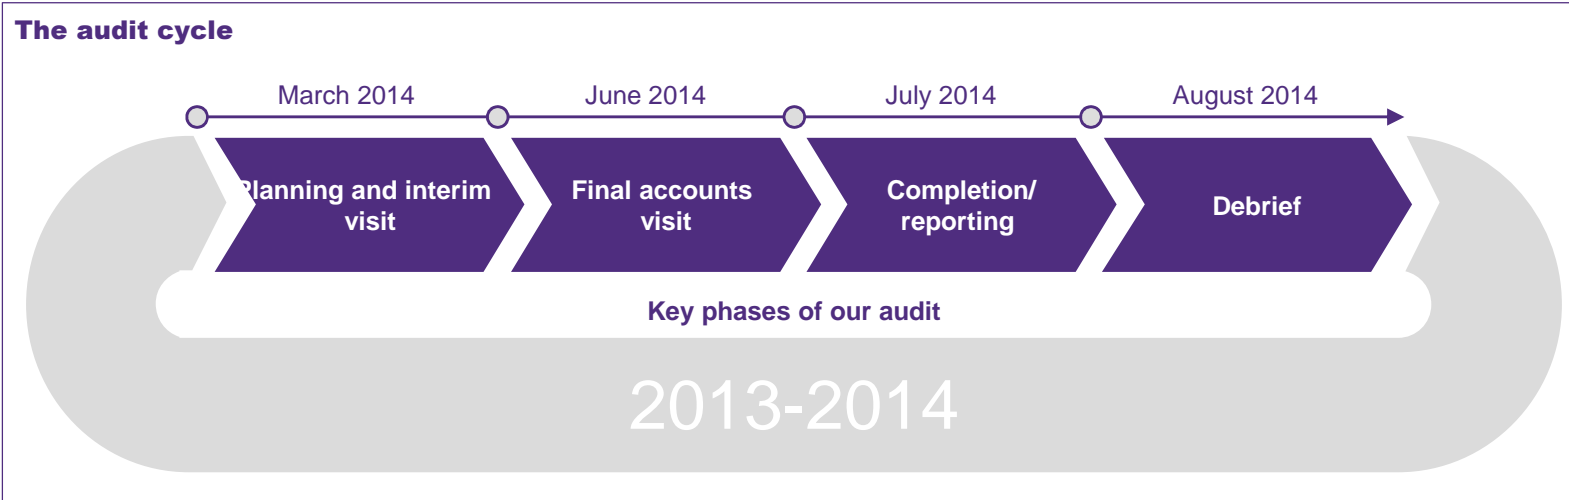 The audit cycle
March 2014
June 2014
July 2014
August 2014
Planning and interim
visit
Final accounts
visit
Completion/
reporting
Debrief
Key phases of our audit
2013-2014